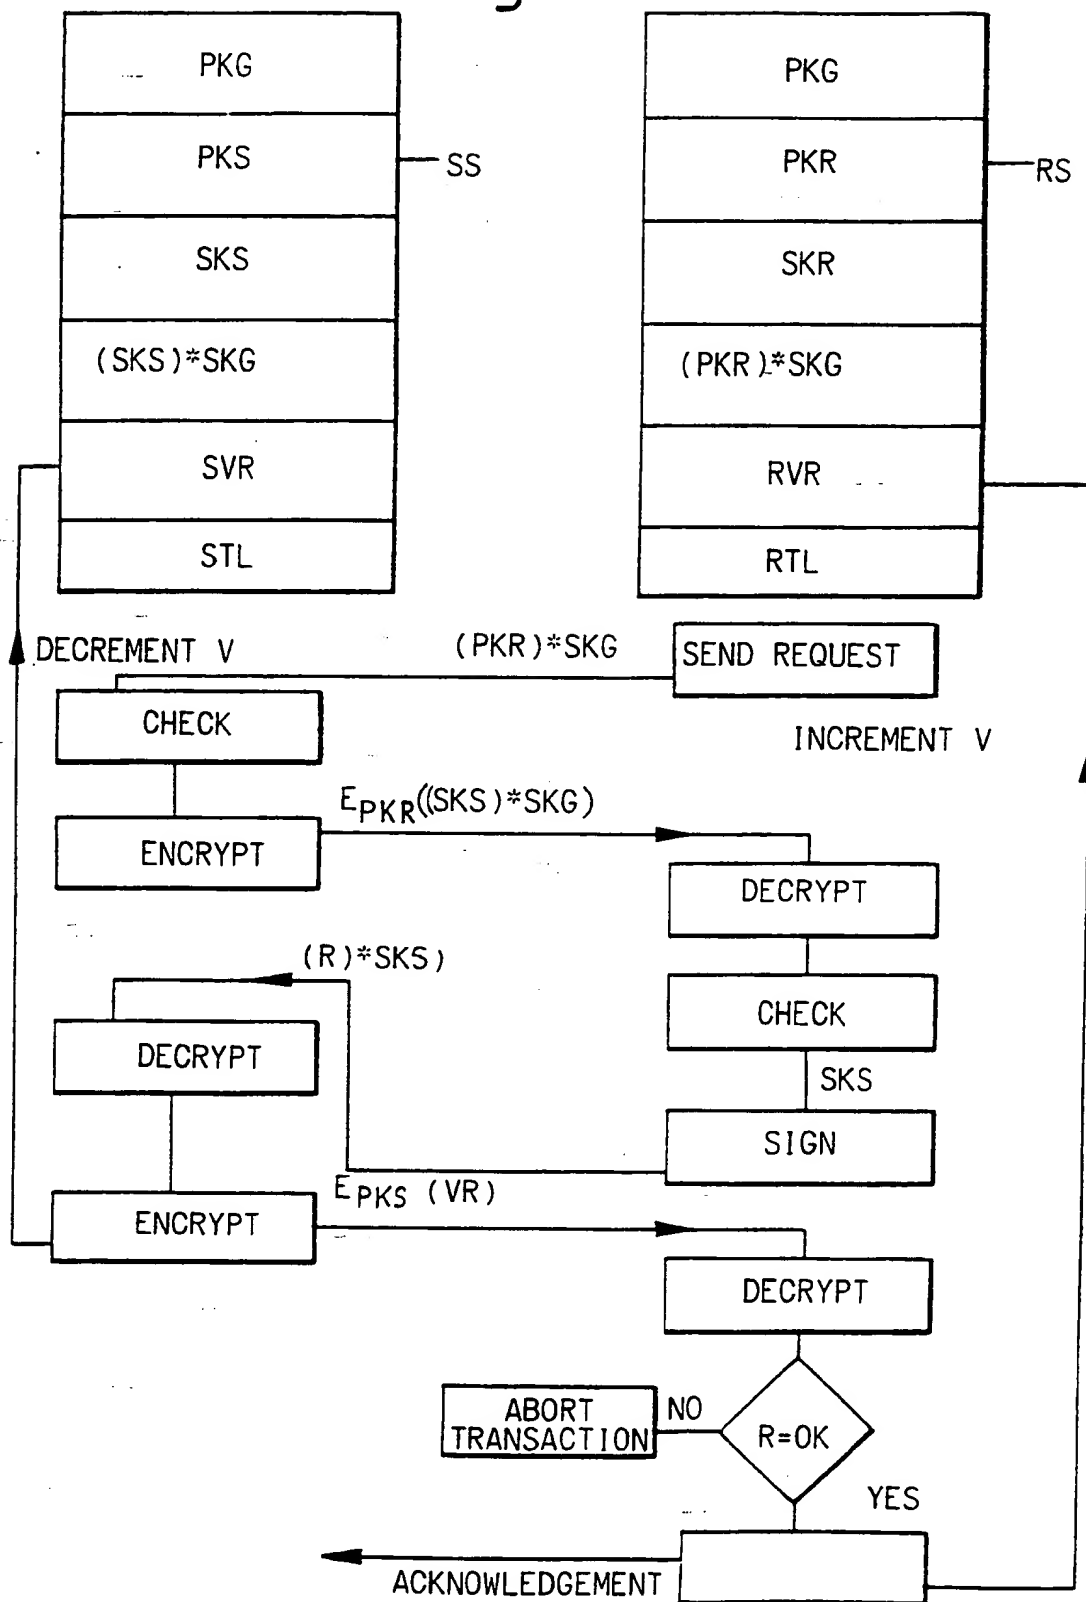 PKG
PKS
SS
SKS
(SKS)*SKG
SVR
STL
PKG
PKR
RS
SKR
(PKR)*SKG
RVR
RTL
DECREMENT V
(PKR)*SKG
SEND REQUEST
CHECK
INCREMENT V
EPKR((SKS)*SKG)
ENCRYPT
DECRYPT
(R)*SKS)
CHECK
DECRYPT
SKS
SIGN
EPKS (VR)
ENCRYPT
DECRYPT
ABORT
TRANSACTION
NO
R=OK
YES
ACKNOWLEDGEMENT